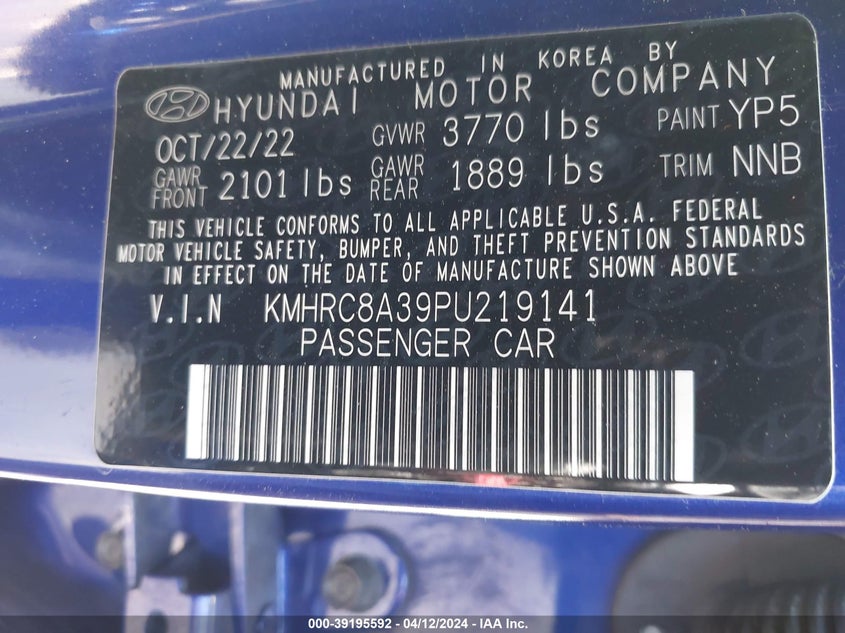 MANUFACTURED IN KOREA BY
HYUNDAI MOTOR COMPANY
OCT/22/22 GVWR 3770 lbs PAINT YP5
GAWR FRONT 2101 lbs GAWR REAR 1889 lbs TRIM NNB
THIS VEHICLE CONFORMS TO ALL APPLICABLE U.S.A. FEDERAL
MOTOR VEHICLE SAFETY, BUMPER, AND THEFT PREVENTION STANDARDS
IN EFFECT ON THE DATE OF MANUFACTURE SHOWN ABOVE
V.I.N KMHRC8A39PU219141
PASSENGER CAR
000-39195592 - 04/12/2024 - IAA Inc.